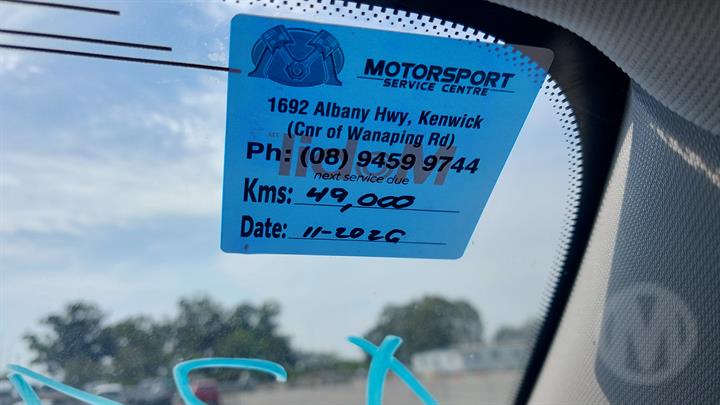 MOTORSPORT
SERVICE CENTRE
1692 Albany Hwy, Kenwick
(Cnr of Wanaping Rd)
Ph: (08) 9459 9744
next service due
Kms: 49,000
Date: 11-2026
Mobil
M